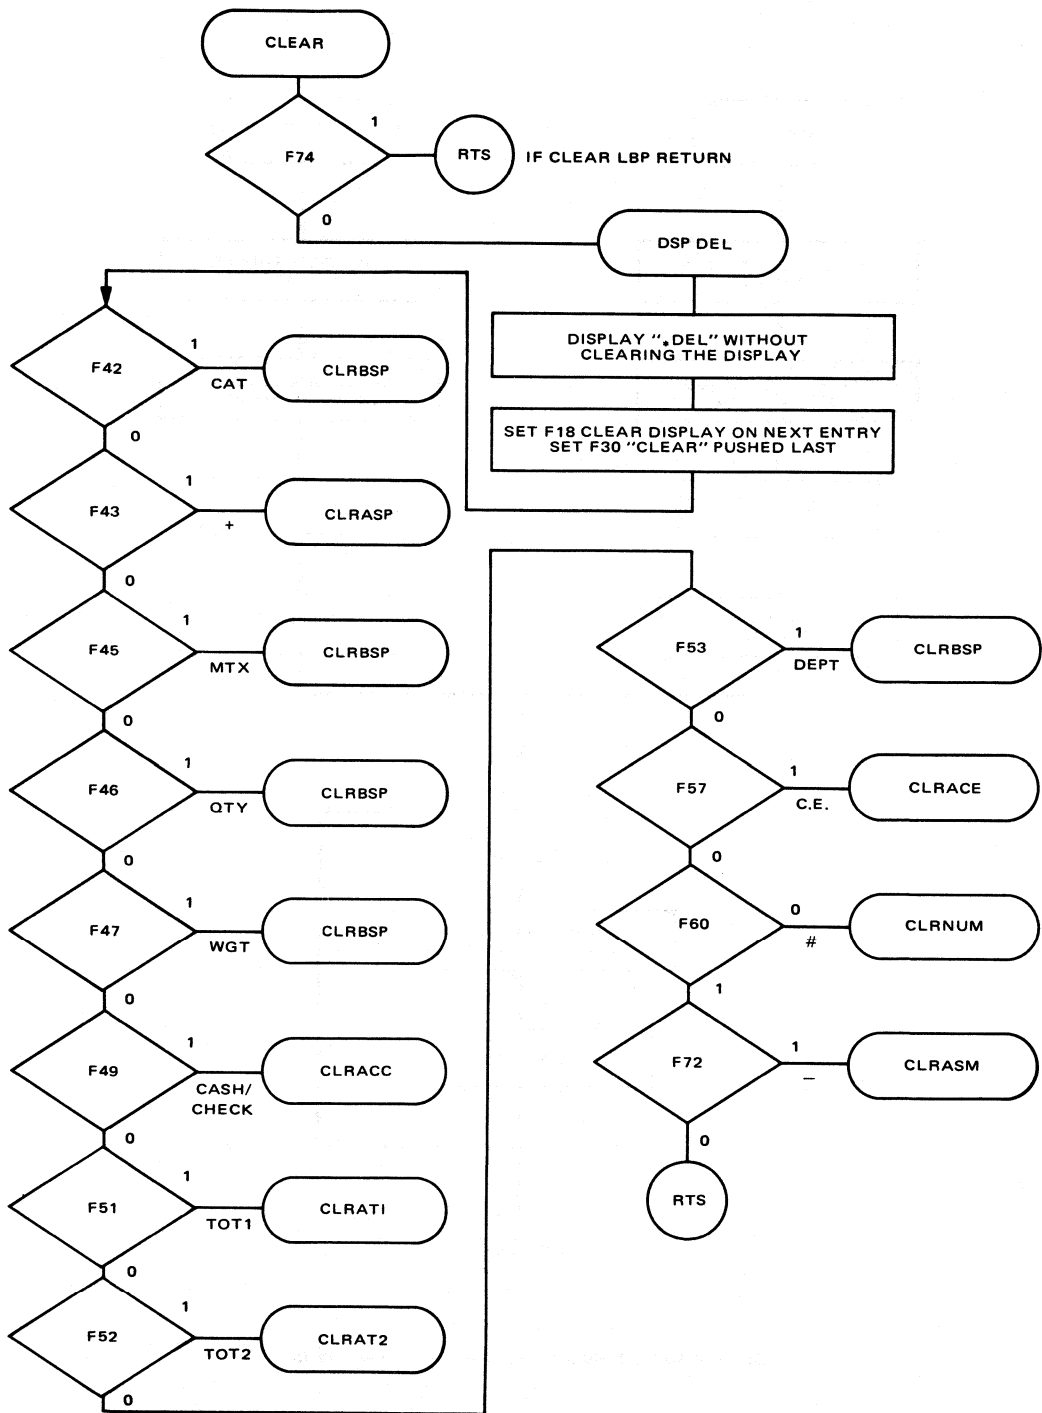 CLEAR
F74
1
RTS
IF CLEAR LBP RETURN
0
DSP DEL
DISPLAY "*DEL" WITHOUT
CLEARING THE DISPLAY
SET F18 CLEAR DISPLAY ON NEXT ENTRY
SET F30 "CLEAR" PUSHED LAST
F42
1
CAT
CLRBSP
0
F43
1
+
CLRASP
0
F45
1
MTX
CLRBSP
0
F46
1
QTY
CLRBSP
0
F47
1
WGT
CLRBSP
0
F49
1
CASH/
CHECK
CLRACC
0
F51
1
TOT1
CLRATI
0
F52
1
TOT2
CLRAT2
0
F53
1
DEPT
CLRBSP
0
F57
1
C.E.
CLRACE
0
F60
0
#
CLRNUM
1
F72
1
–
CLRASM
0
RTS